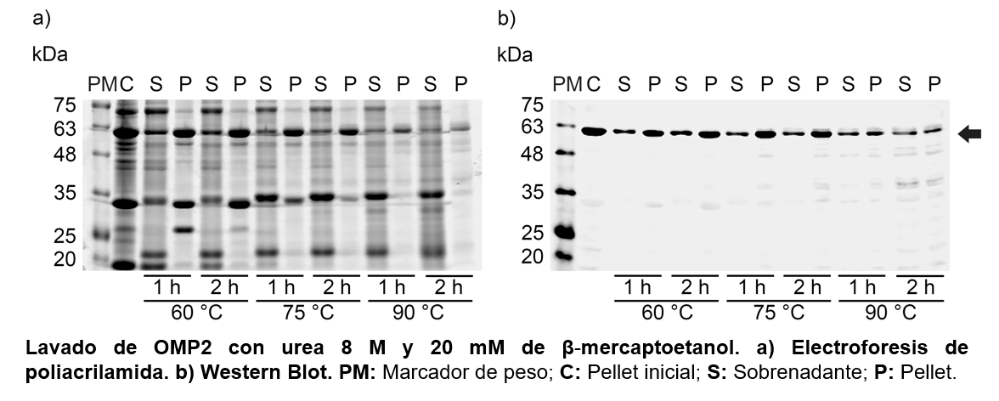 a)
b)
kDa
kDa
PM C S P S P S P S P S P S P
PM C S P S P S P S P S P S P
75
63
48
35
25
20
75
63
48
35
25
20
1 h 2 h 1 h 2 h 1 h 2 h
60 °C 75 °C 90 °C
1 h 2 h 1 h 2 h 1 h 2 h
60 °C 75 °C 90 °C
Lavado de OMP2 con urea 8 M y 20 mM de β-mercaptoetanol. a) Electroforesis de
poliacrilamida. b) Western Blot. PM: Marcador de peso; C: Pellet inicial; S: Sobrenadante; P: Pellet.